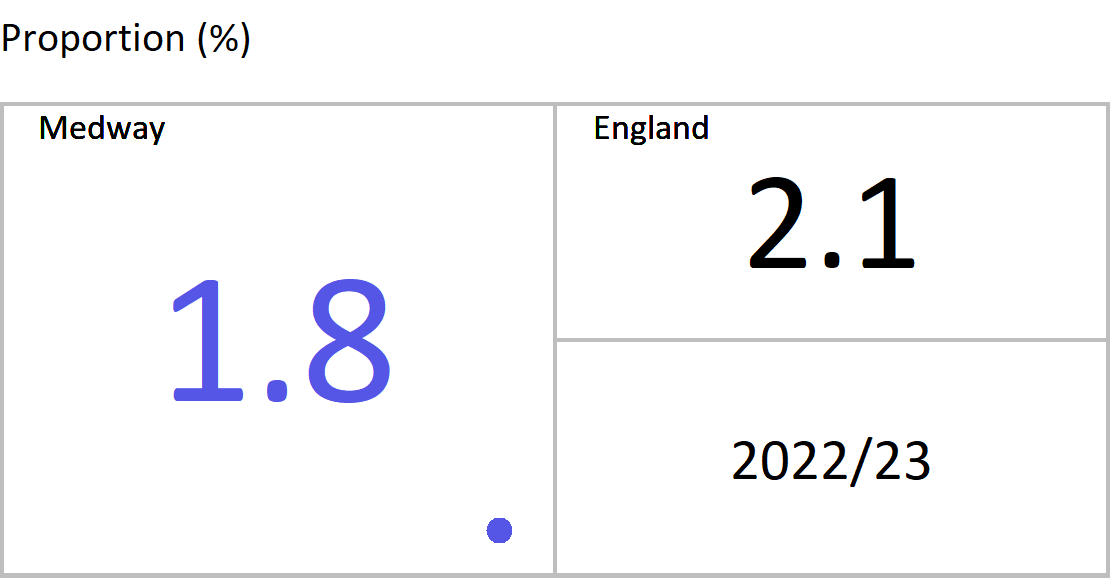 Proportion (%)
Medway
1.8
England
2.1
2022/23